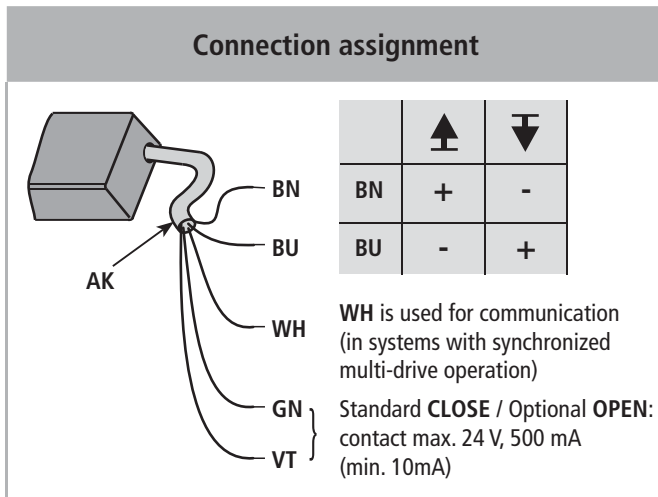 Connection assignment
BN
BU
AK
WH
GN
VT
BN + -
BU - +
WH is used for communication
(in systems with synchronized
multi-drive operation)
Standard CLOSE / Optional OPEN:
contact max. 24 V, 500 mA
(min. 10mA)